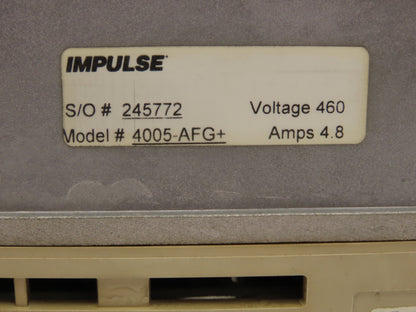 IMPULSE
S/O # 245772 Voltage 460
Model # 4005-AFG+ Amps 4.8